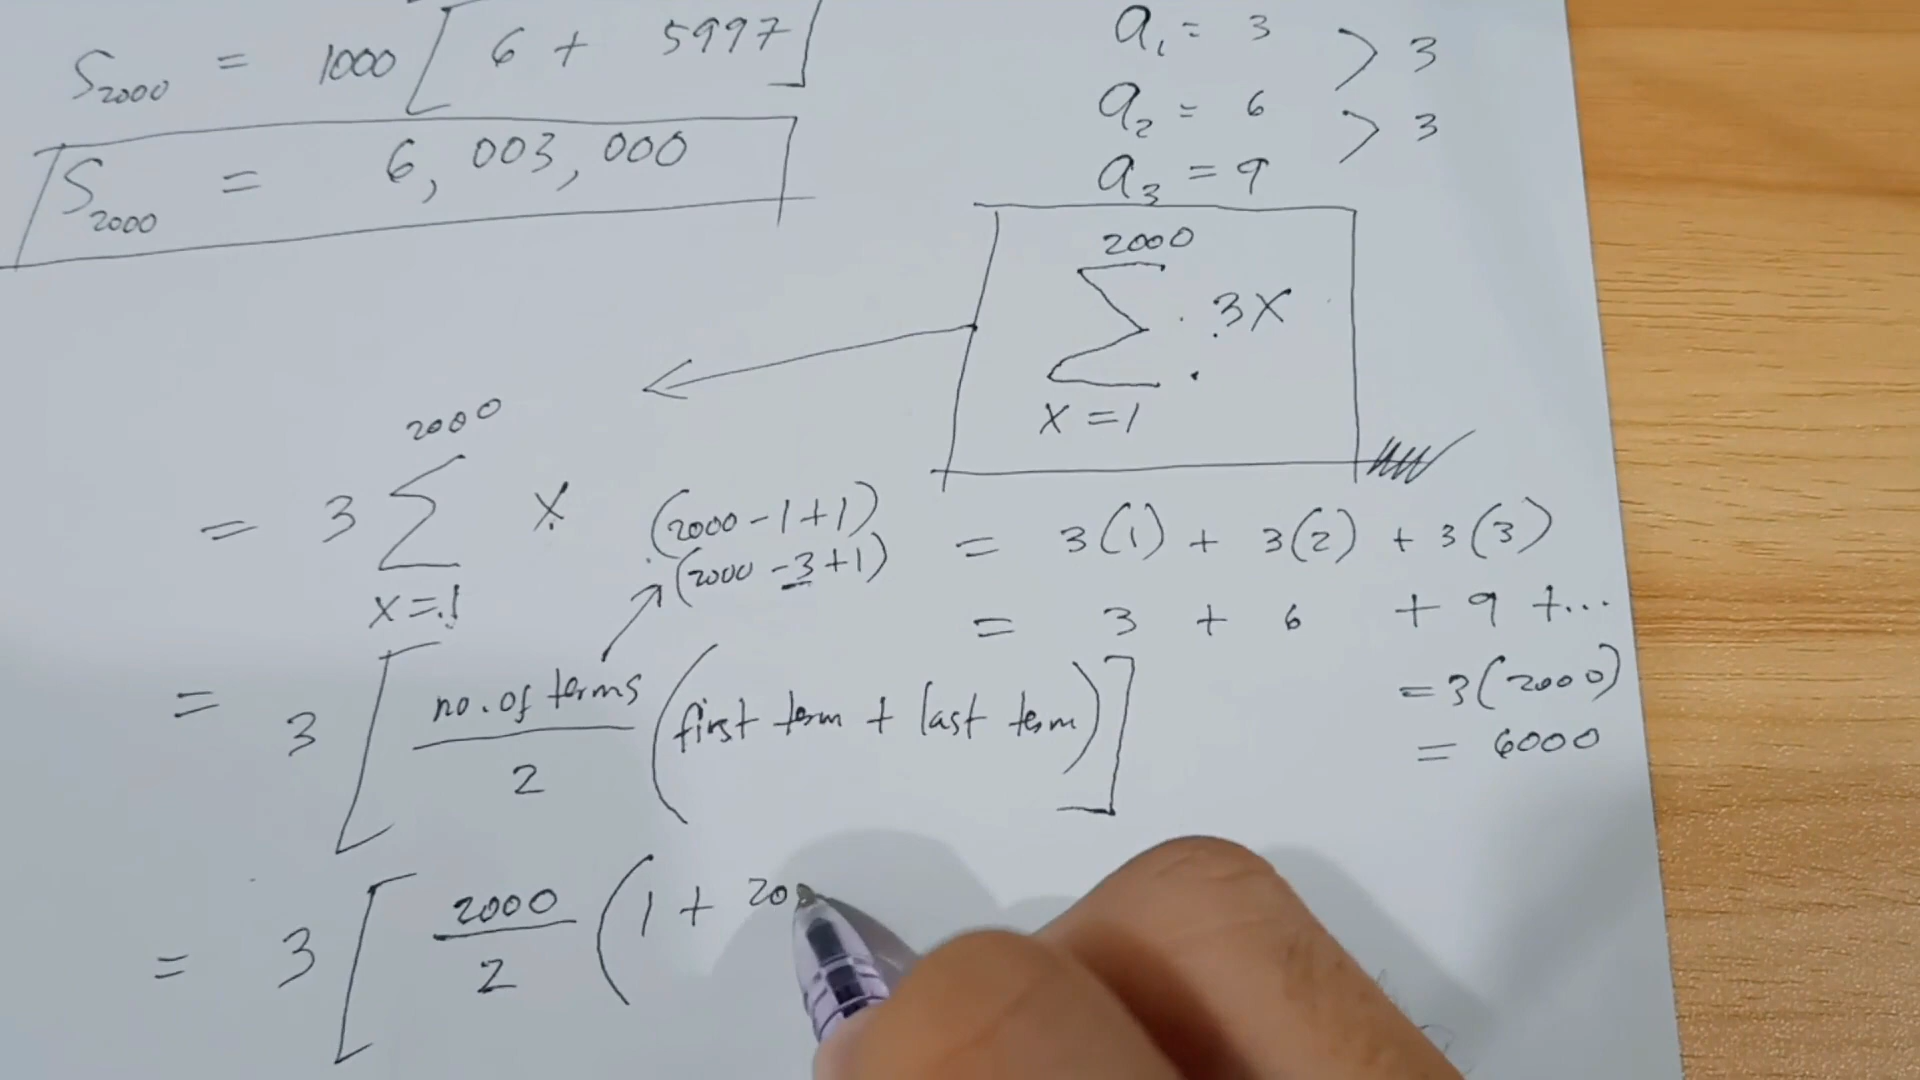 S₂₀₀₀ = 1000 [ 6 + 5997 ]
S₂₀₀₀ = 6,003,000
a₁ = 3 > 3
a₂ = 6 > 3
a₃ = 9
2000
∑ 3X
X = 1
2000
= 3 ∑ X
X = 1
(2000 - 1 + 1)
(2000 - 3 + 1)
= 3(1) + 3(2) + 3(3)
= 3 + 6 + 9 + ...
= 3(2000)
= 6000
= 3 [ no. of terms / 2 ( first term + last term ) ]
= 3 [ 2000 / 2 ( 1 + 20